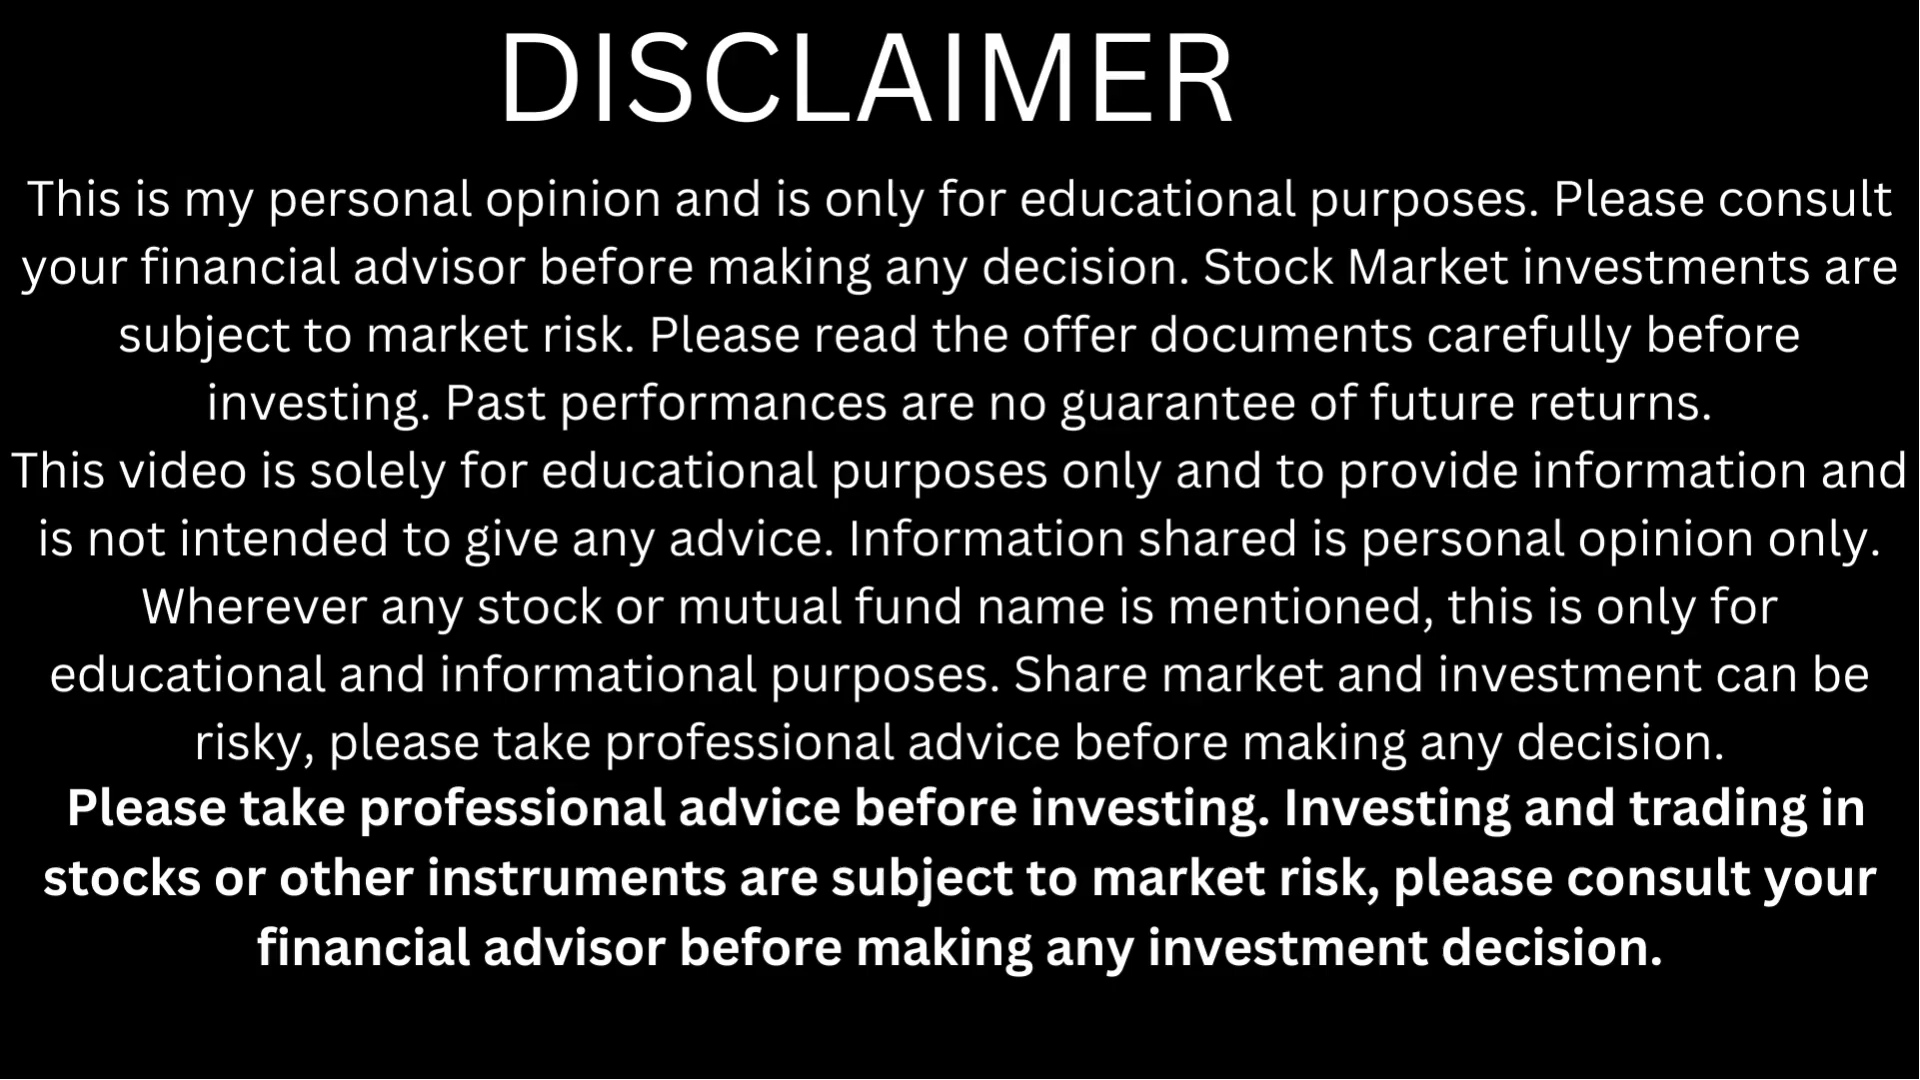 DISCLAIMER
This is my personal opinion and is only for educational purposes. Please consult
your financial advisor before making any decision. Stock Market investments are
subject to market risk. Please read the offer documents carefully before
investing. Past performances are no guarantee of future returns.
This video is solely for educational purposes only and to provide information and
is not intended to give any advice. Information shared is personal opinion only.
Wherever any stock or mutual fund name is mentioned, this is only for
educational and informational purposes. Share market and investment can be
risky, please take professional advice before making any decision.
Please take professional advice before investing. Investing and trading in
stocks or other instruments are subject to market risk, please consult your
financial advisor before making any investment decision.